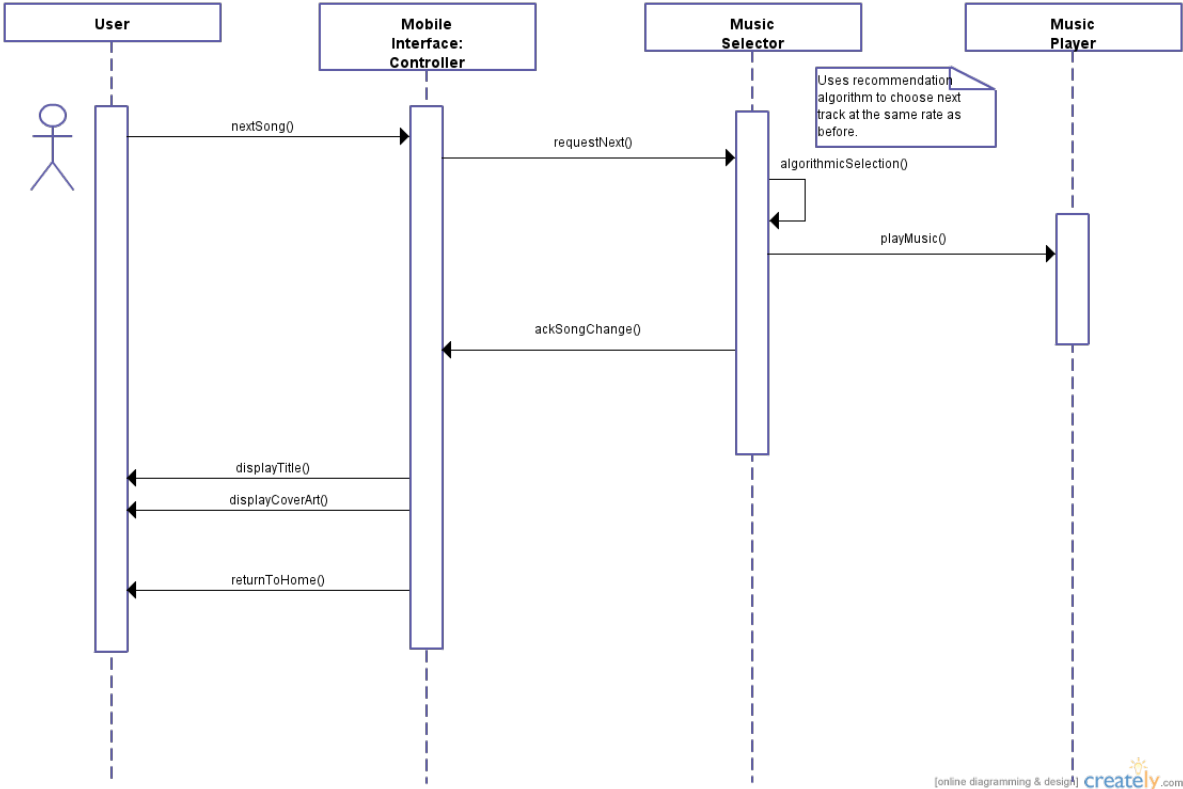 User
Mobile
Interface:
Controller
Music
Selector
Music
Player
Uses recommendation
algorithm to choose next
track at the same rate as
before.
nextSong()
requestNext()
algorithmicSelection()
playMusic()
ackSongChange()
displayTitle()
displayCoverArt()
returnToHome()
[online diagramming & design] creately.com